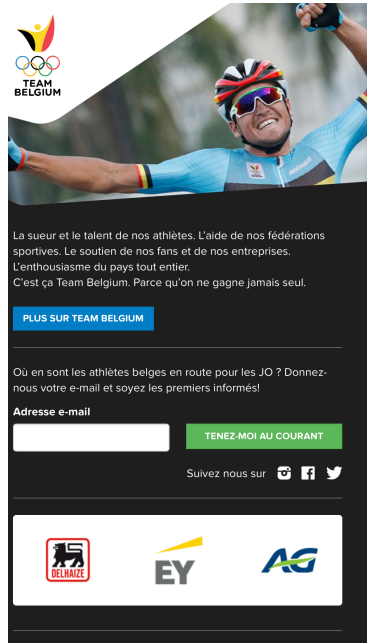 TEAM
BELGIUM
La sueur et le talent de nos athlètes. L'aide de nos fédérations
sportives. Le soutien de nos fans et de nos entreprises.
L'enthousiasme du pays tout entier.
C'est ça Team Belgium. Parce qu'on ne gagne jamais seul.
PLUS SUR TEAM BELGIUM
Où en sont les athlètes belges en route pour les JO ? Donnez-
nous votre e-mail et soyez les premiers informés!
Adresse e-mail
TENEZ-MOI AU COURANT
Suivez nous sur
DELHAIZE
EY
AG